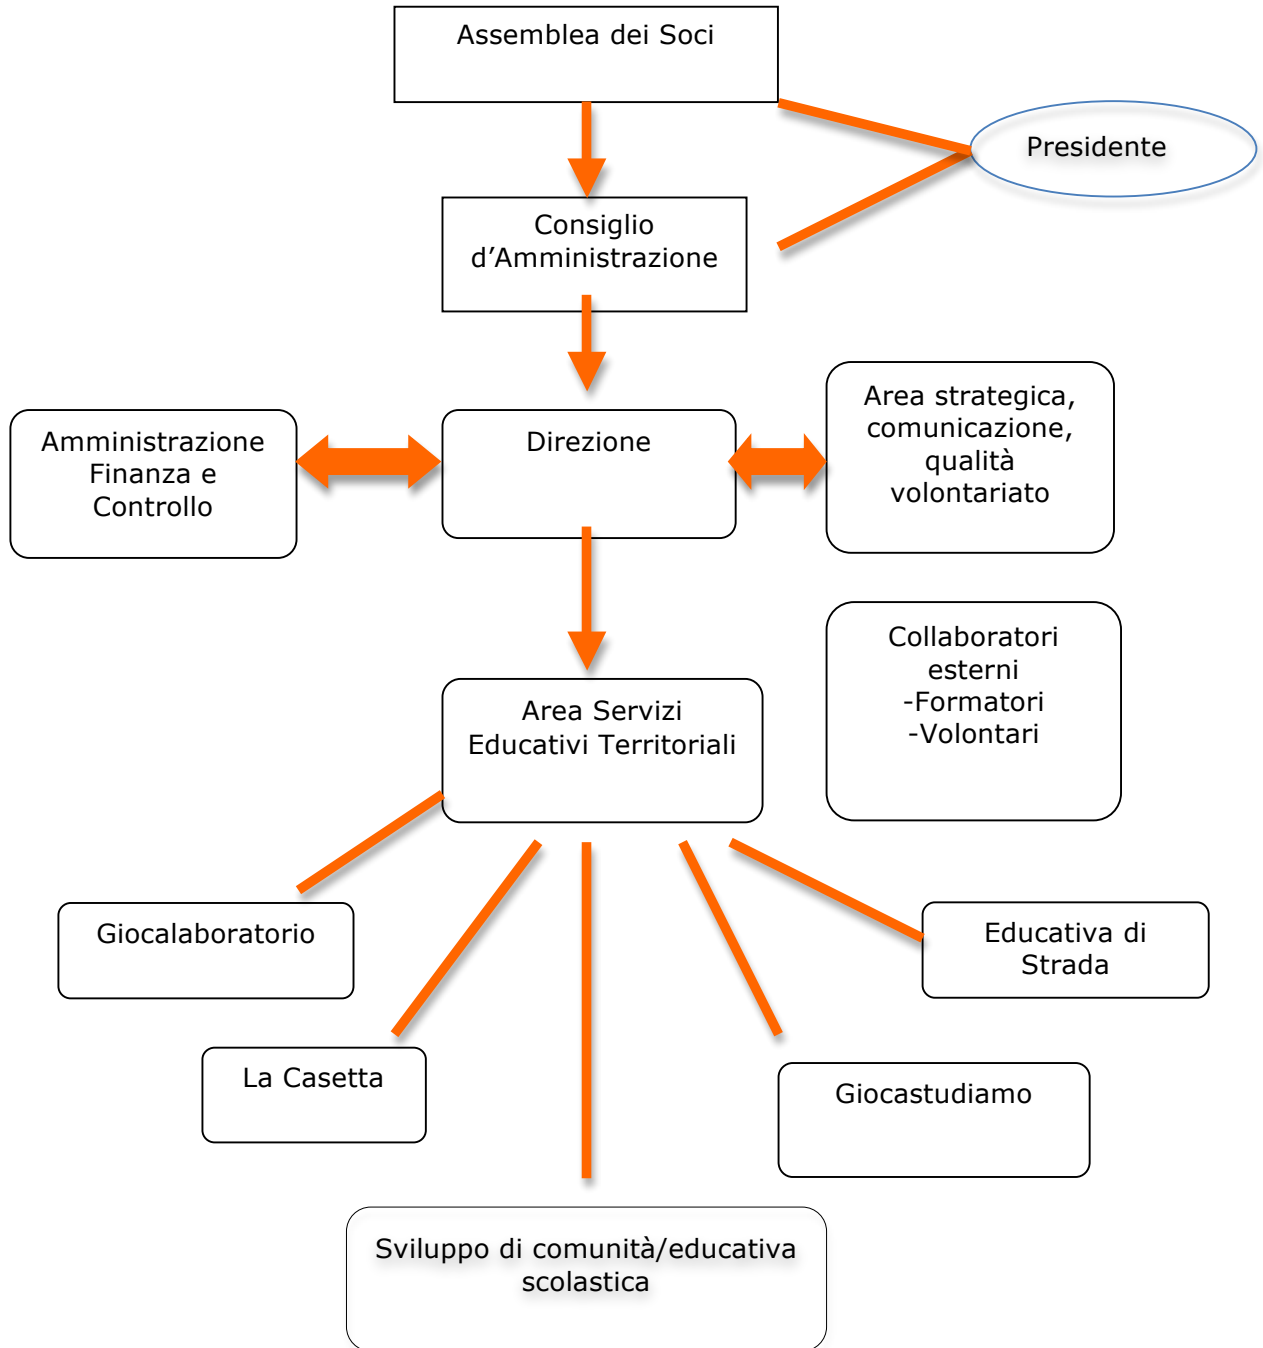 Assemblea dei Soci
Presidente
Consiglio
d’Amministrazione
Amministrazione
Finanza e
Controllo
Direzione
Area strategica,
comunicazione,
qualità
volontariato
Collaboratori
esterni
-Formatori
-Volontari
Area Servizi
Educativi Territoriali
Giocalaboratorio
Educativa di
Strada
La Casetta
Giocastudiamo
Sviluppo di comunità/educativa
scolastica